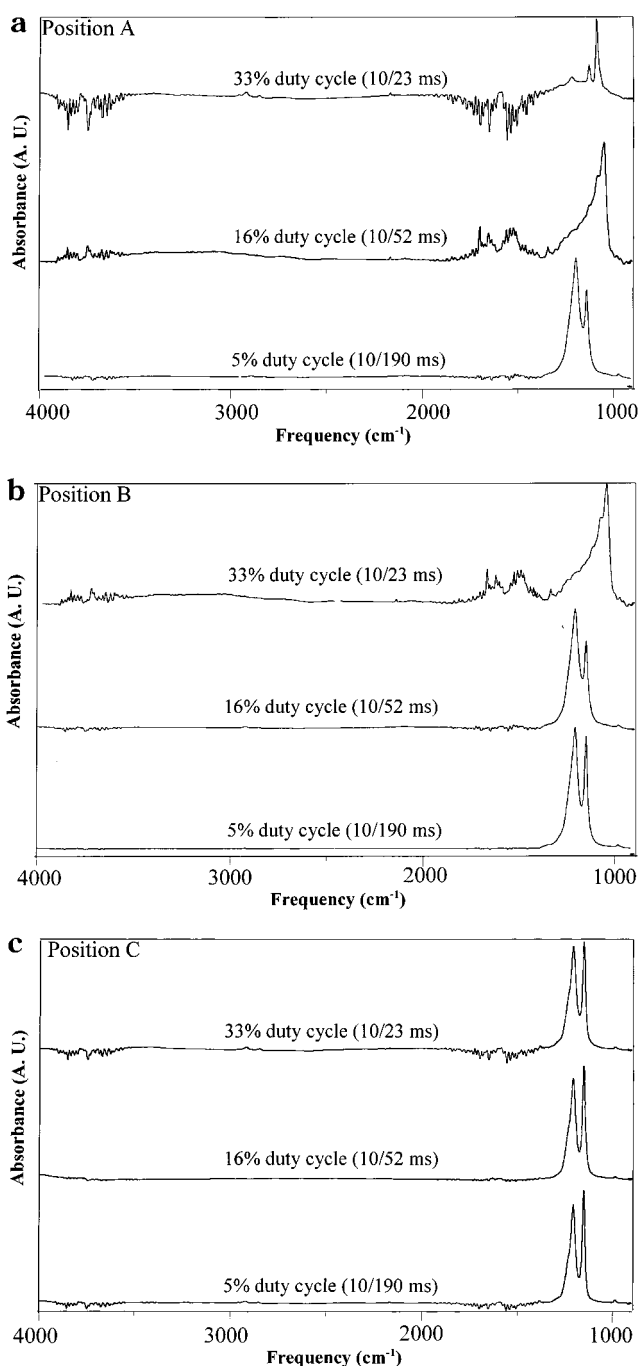 a
Position A
33% duty cycle (10/23 ms)
16% duty cycle (10/52 ms)
5% duty cycle (10/190 ms)
Absorbance (A. U.)
4000 3000 2000 1000
Frequency (cm⁻¹)
b
Position B
33% duty cycle (10/23 ms)
16% duty cycle (10/52 ms)
5% duty cycle (10/190 ms)
Absorbance (A. U.)
4000 3000 2000 1000
Frequency (cm⁻¹)
c
Position C
33% duty cycle (10/23 ms)
16% duty cycle (10/52 ms)
5% duty cycle (10/190 ms)
Absorbance (A. U.)
4000 3000 2000 1000
Frequency (cm⁻¹)